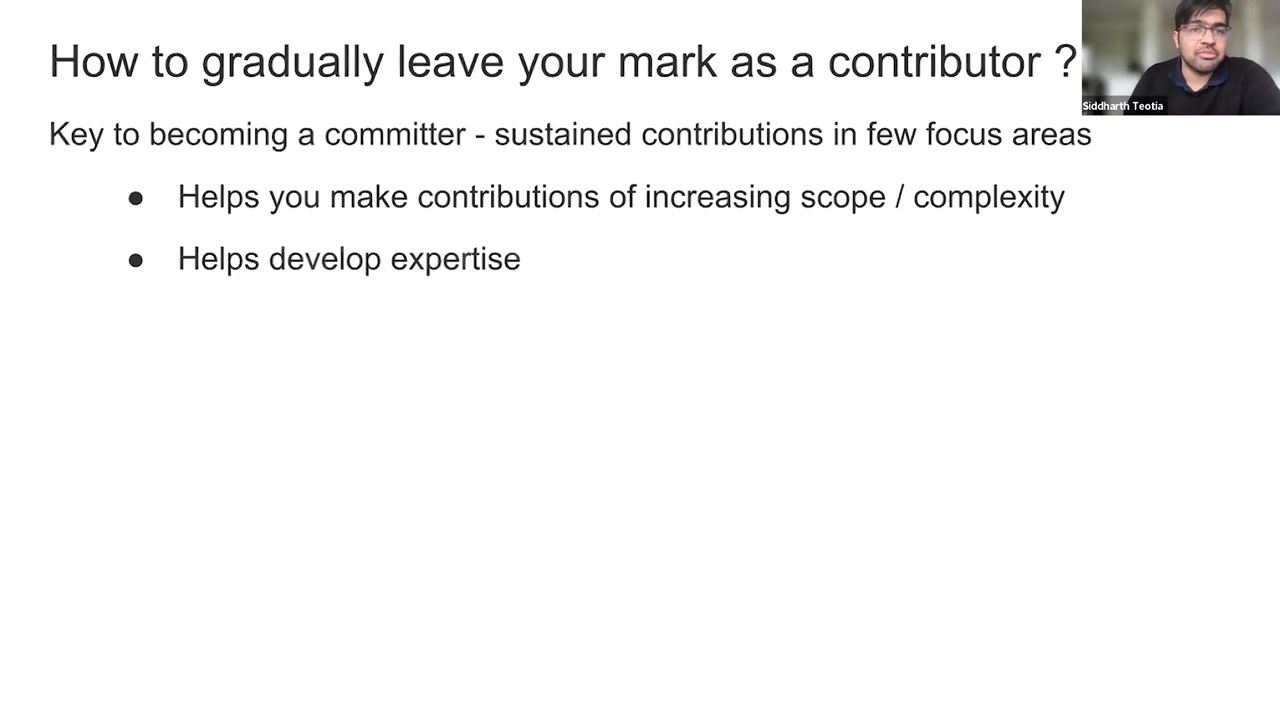 How to gradually leave your mark as a contributor ?
Siddharth Teotia
Key to becoming a committer - sustained contributions in few focus areas
● Helps you make contributions of increasing scope / complexity
● Helps develop expertise